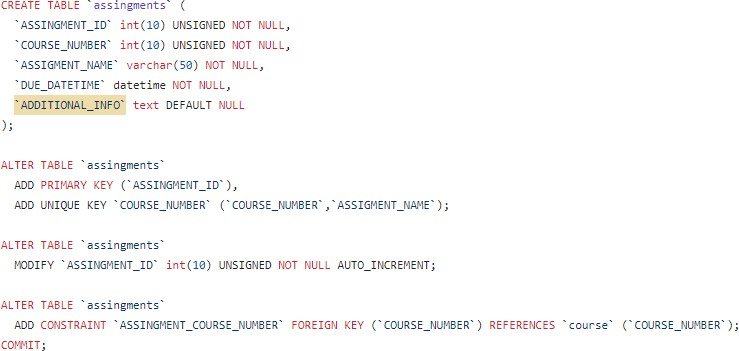 CREATE TABLE `assingments` (
`ASSINGMENT_ID` int(10) UNSIGNED NOT NULL,
`COURSE_NUMBER` int(10) UNSIGNED NOT NULL,
`ASSIGMENT_NAME` varchar(50) NOT NULL,
`DUE_DATETIME` datetime NOT NULL,
`ADDITIONAL_INFO` text DEFAULT NULL
);
ALTER TABLE `assingments`
ADD PRIMARY KEY (`ASSINGMENT_ID`),
ADD UNIQUE KEY `COURSE_NUMBER` (`COURSE_NUMBER`,`ASSIGMENT_NAME`);
ALTER TABLE `assingments`
MODIFY `ASSINGMENT_ID` int(10) UNSIGNED NOT NULL AUTO_INCREMENT;
ALTER TABLE `assingments`
ADD CONSTRAINT `ASSINGMENT_COURSE_NUMBER` FOREIGN KEY (`COURSE_NUMBER`) REFERENCES `course` (`COURSE_NUMBER`);
COMMIT;